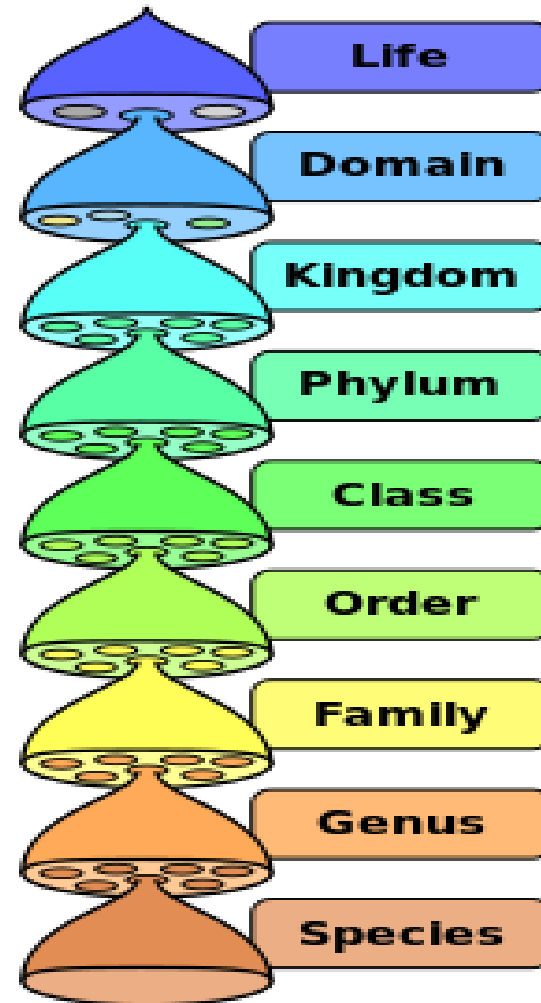 Life
Domain
Kingdom
Phylum
Class
Order
Family
Genus
Species